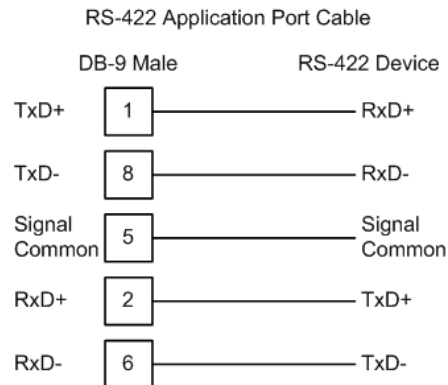 RS-422 Application Port Cable
DB-9 Male RS-422 Device
TxD+ 1 RxD+
TxD- 8 RxD-
Signal Common 5 Signal Common
RxD+ 2 TxD+
RxD- 6 TxD-